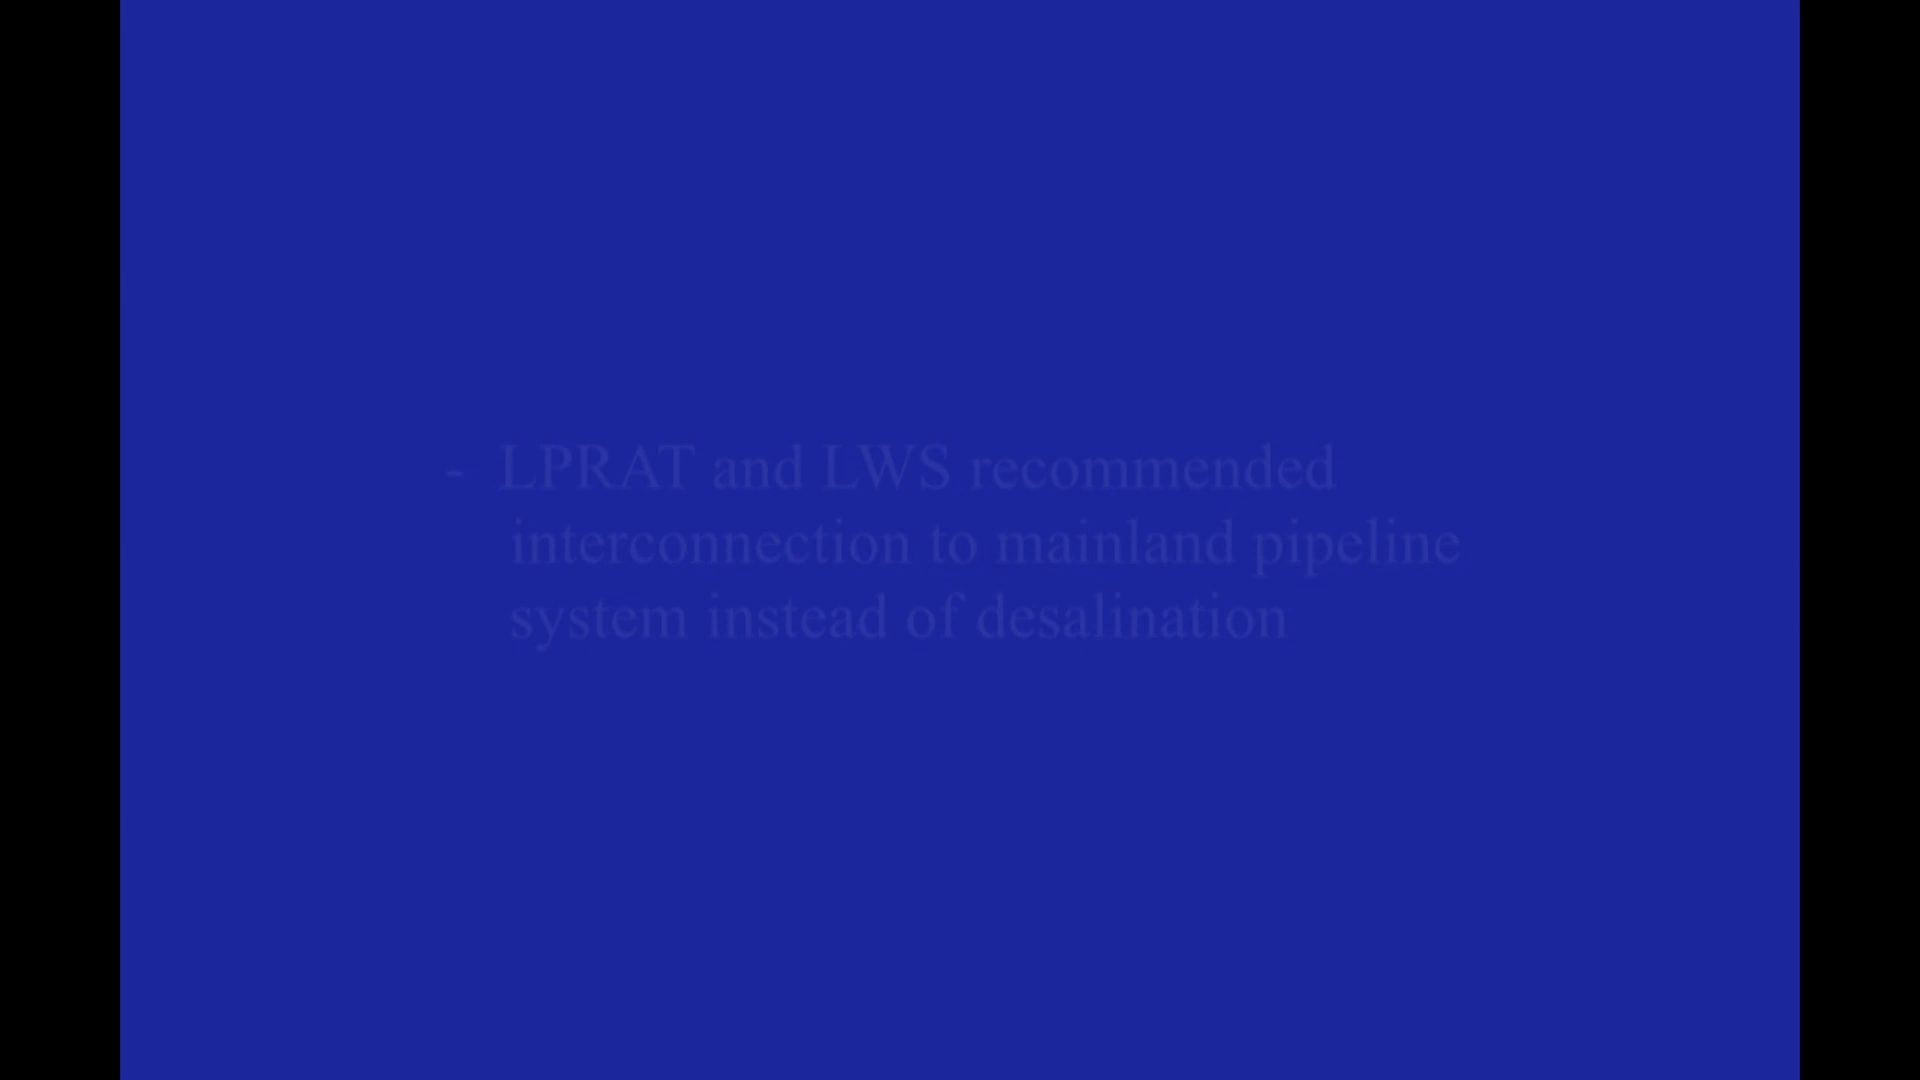 - LPRAT and LWS recommended
interconnection to mainland pipeline
system instead of desalination